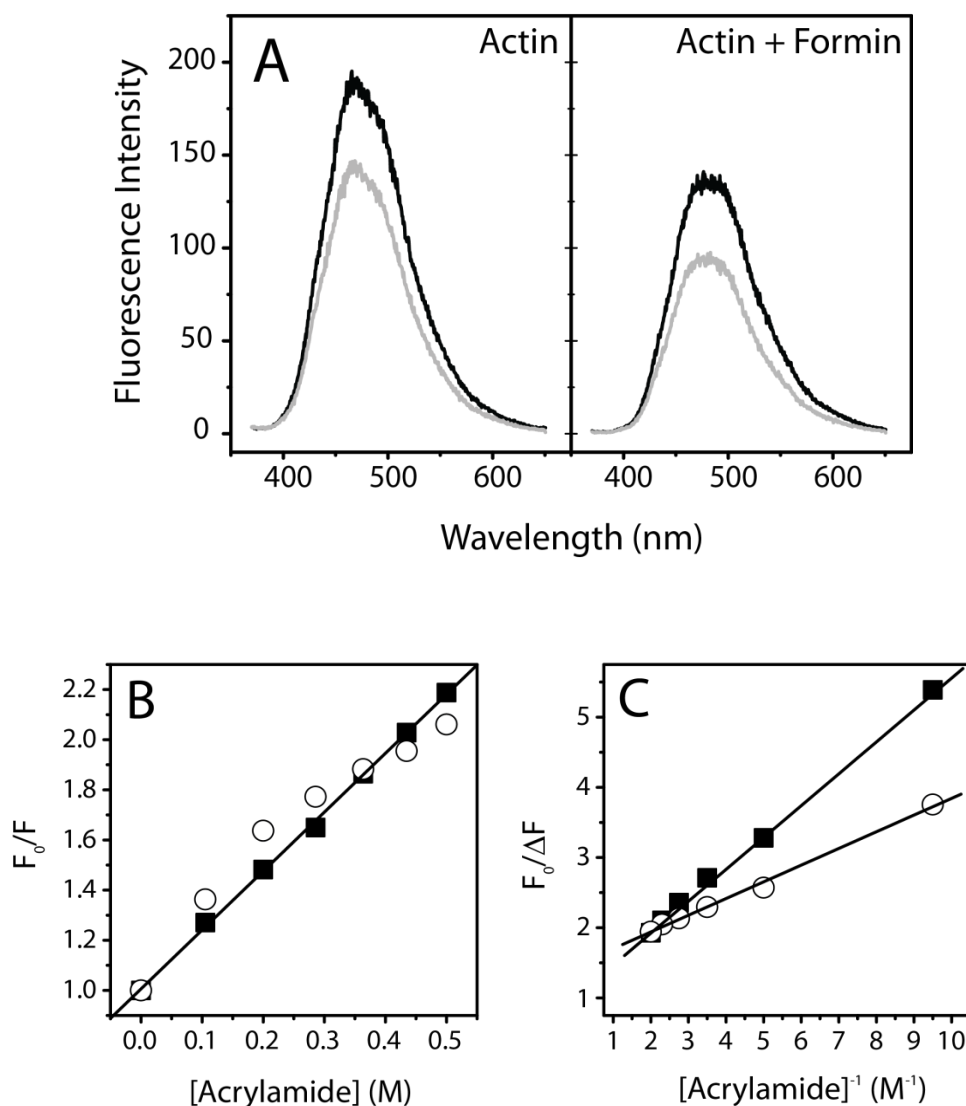 A
Actin
Actin + Formin
Fluorescence Intensity
200
150
100
50
0
400 500 600
400 500 600
Wavelength (nm)
B
F₀/F
2.2
2.0
1.8
1.6
1.4
1.2
1.0
0.0 0.1 0.2 0.3 0.4 0.5
[Acrylamide] (M)
C
F₀/ΔF
5
4
3
2
1
1 2 3 4 5 6 7 8 9 10
[Acrylamide]⁻¹ (M⁻¹)